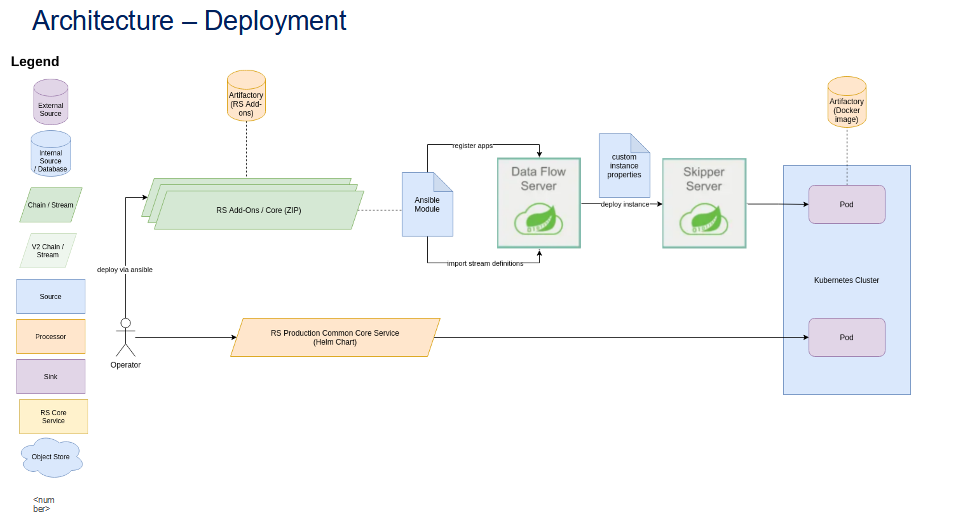 Architecture – Deployment
Legend
External
Source
Internal
Source
/ Database
Chain / Stream
V2 Chain /
Stream
Source
Processor
Sink
RS Core
Service
Object Store
<num
ber>
Artifactory
(RS Add-
ons)
RS Add-Ons / Core (ZIP)
deploy via ansible
Operator
RS Production Common Core Service
(Helm Chart)
Ansible
Module
register apps
import stream definitions
Data Flow
Server
custom
instance
properties
deploy instance
Skipper
Server
Artifactory
(Docker
image)
Pod
Kubernetes Cluster
Pod